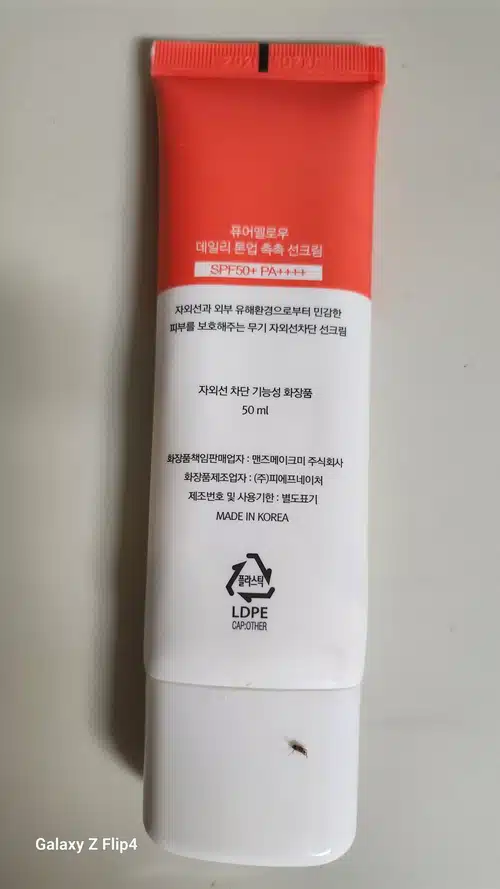 퓨어멜로우
데일리 톤업 촉촉 선크림
SPF50+ PA++++
자외선과 외부 유해환경으로부터 민감한
피부를 보호해주는 무기 자외선차단 선크림
자외선 차단 기능성 화장품
50 ml
화장품책임판매업자 : 맨즈메이크미 주식회사
화장품제조업자 : (주)피에프네이처
제조번호 및 사용기한 : 별도표기
MADE IN KOREA
플라스틱
LDPE
CAP:OTHER
Galaxy Z Flip4